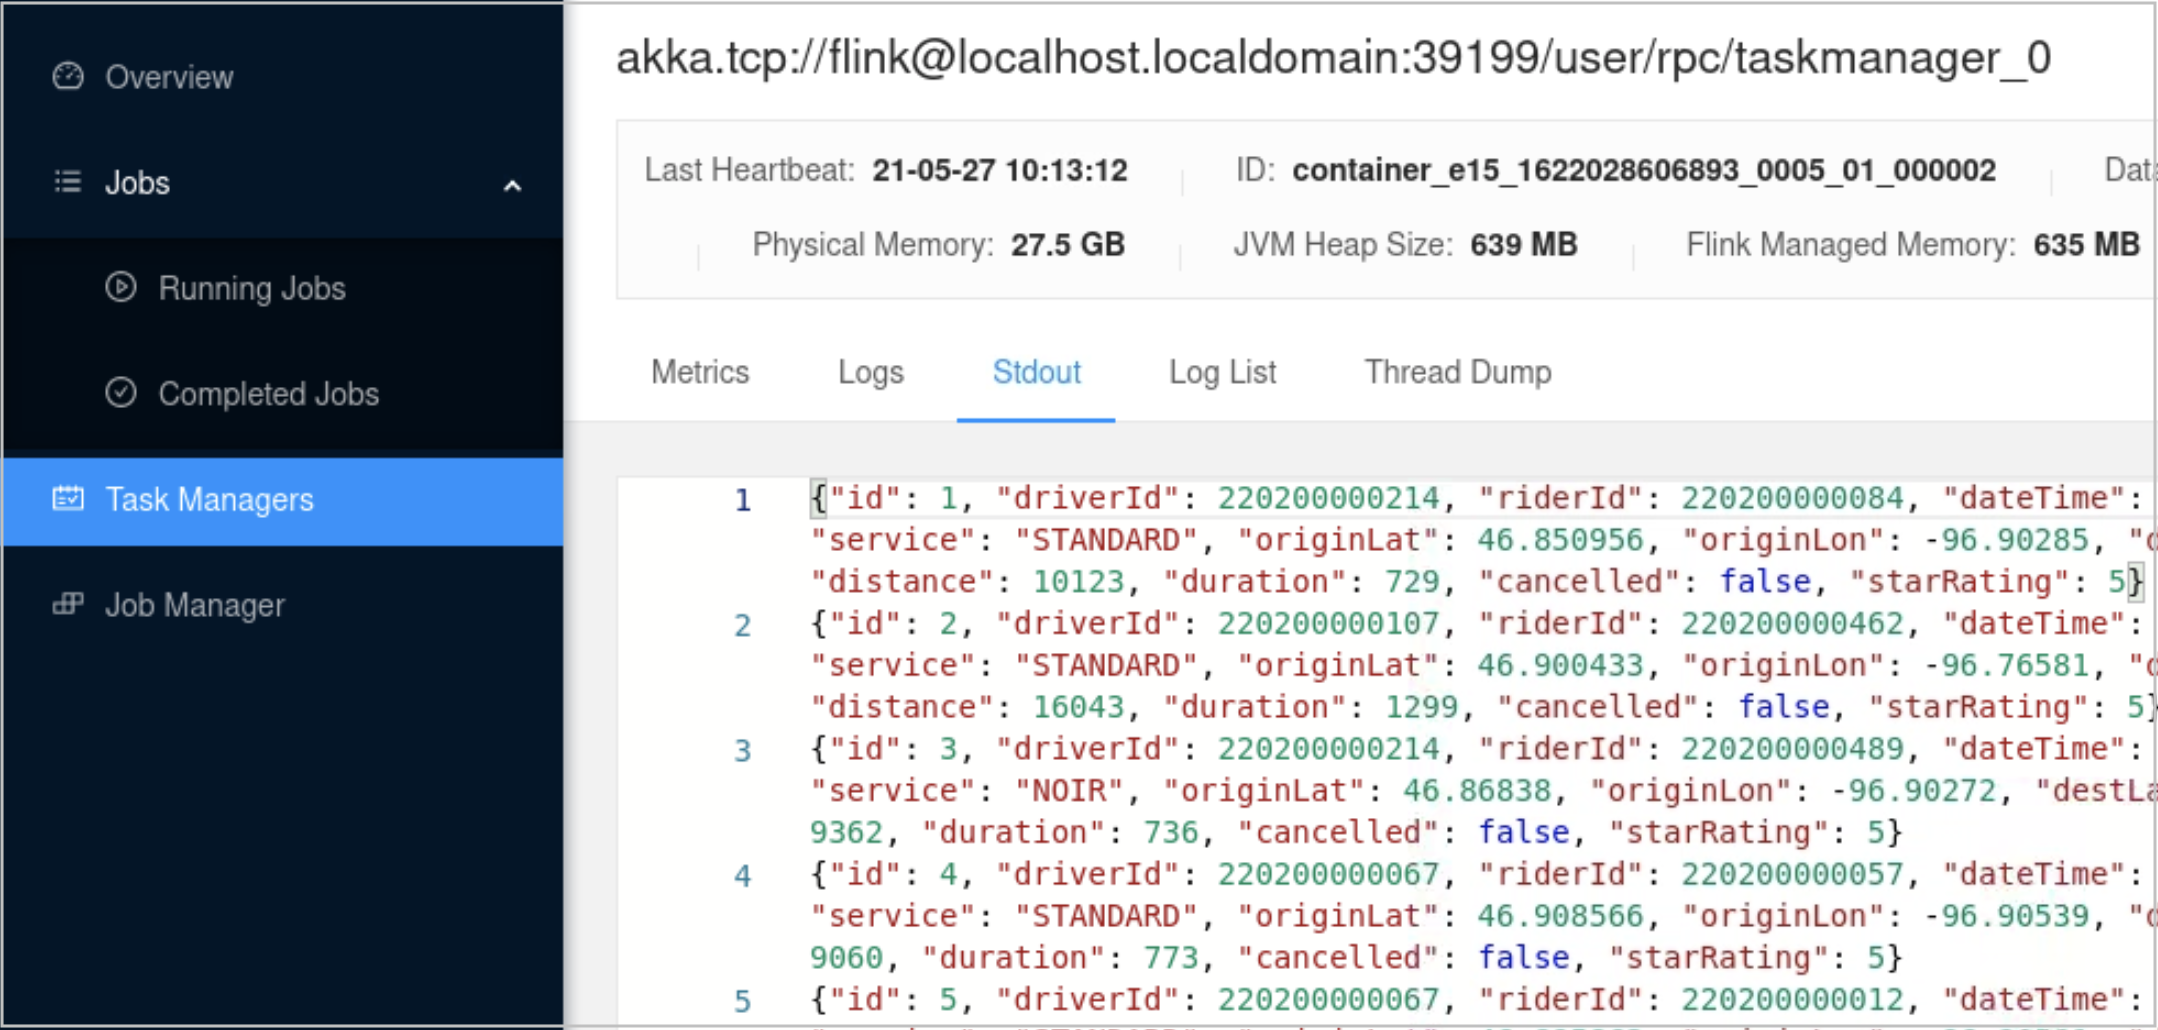 Overview
Jobs
Running Jobs
Completed Jobs
Task Managers
Job Manager
akka.tcp://flink@localhost.localdomain:39199/user/rpc/taskmanager_0
Last Heartbeat: 21-05-27 10:13:12 ID: container_e15_1622028606893_0005_01_000002 Dat
Physical Memory: 27.5 GB JVM Heap Size: 639 MB Flink Managed Memory: 635 MB
Metrics Logs Stdout Log List Thread Dump
1 {"id": 1, "driverId": 220200000214, "riderId": 220200000084, "dateTime":
"service": "STANDARD", "originLat": 46.850956, "originLon": -96.90285, "d
"distance": 10123, "duration": 729, "cancelled": false, "starRating": 5}
2 {"id": 2, "driverId": 220200000107, "riderId": 220200000462, "dateTime":
"service": "STANDARD", "originLat": 46.900433, "originLon": -96.76581, "d
"distance": 16043, "duration": 1299, "cancelled": false, "starRating": 5}
3 {"id": 3, "driverId": 220200000214, "riderId": 220200000489, "dateTime":
"service": "NOIR", "originLat": 46.86838, "originLon": -96.90272, "destLa
9362, "duration": 736, "cancelled": false, "starRating": 5}
4 {"id": 4, "driverId": 220200000067, "riderId": 220200000057, "dateTime":
"service": "STANDARD", "originLat": 46.908566, "originLon": -96.90539, "d
9060, "duration": 773, "cancelled": false, "starRating": 5}
5 {"id": 5, "driverId": 220200000067, "riderId": 220200000012, "dateTime":